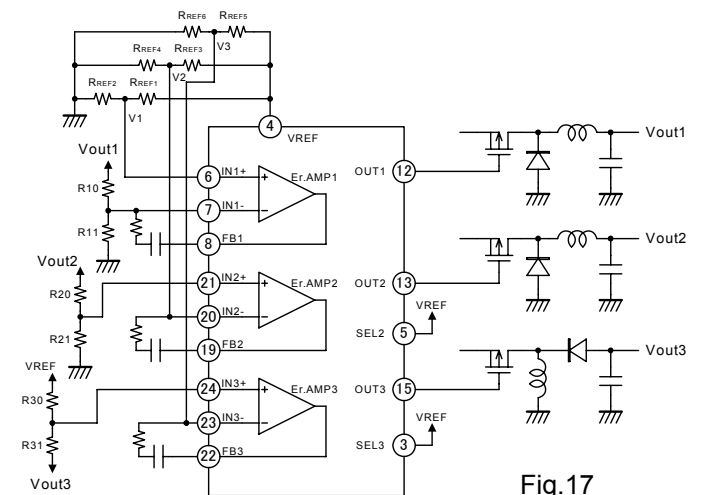 RREF6 RREF5
V3
RREF4 RREF3
V2
RREF2 RREF1
V1
4
VREF
Vout1
R10
R11
6 IN1+
7 IN1-
8 FB1
Er.AMP1
OUT1 12
Vout1
Vout2
R20
R21
21 IN2+
20 IN2-
19 FB2
Er.AMP2
OUT2 13
Vout2
VREF
SEL2 5
VREF
R30
R31
Vout3
24 IN3+
23 IN3-
22 FB3
Er.AMP3
OUT3 15
Vout3
VREF
SEL3 3
Fig.17